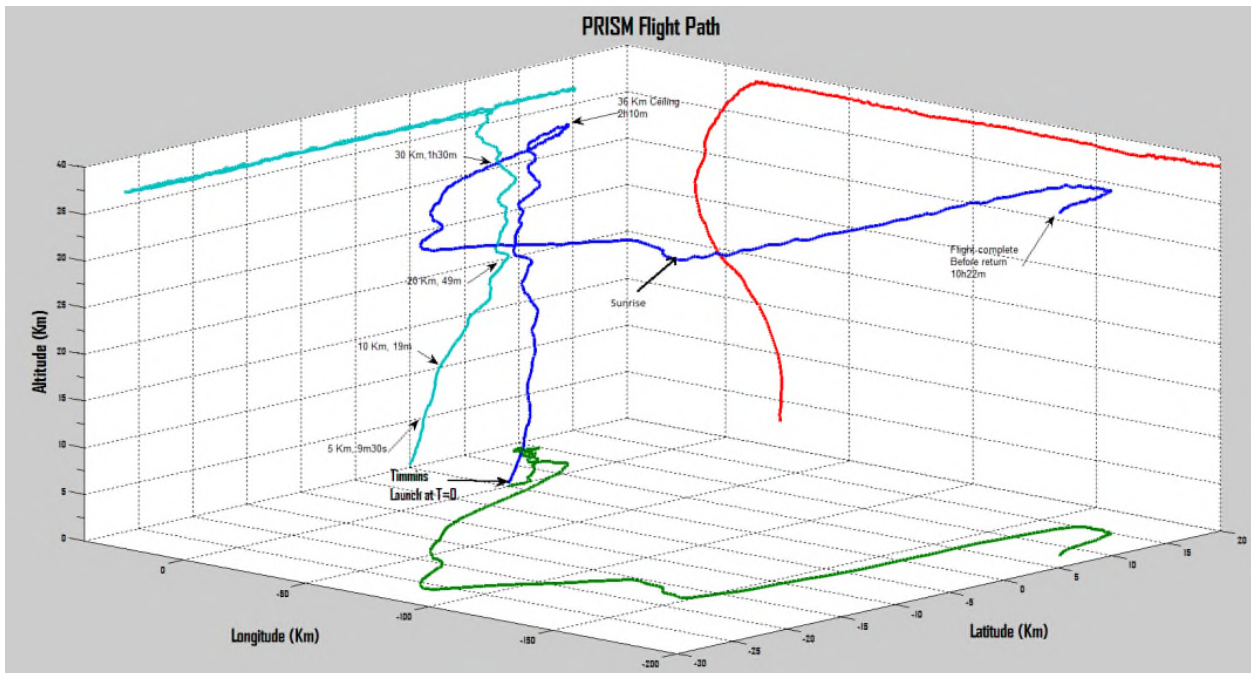 PRISM Flight Path
36 Km Ceiling
2h10m
30 Km, 1h30m
20 Km, 49m
10 Km, 19m
5 Km, 9m30s
Timmins
Launch at T=0
Sunrise
Flight complete
Before return
10h22m
Altitude (Km)
40
35
30
25
20
15
10
5
0
Longitude (Km)
0
-50
-100
-150
-200
Latitude (Km)
-30
-25
-20
-15
-10
-5
0
5
10
15
20